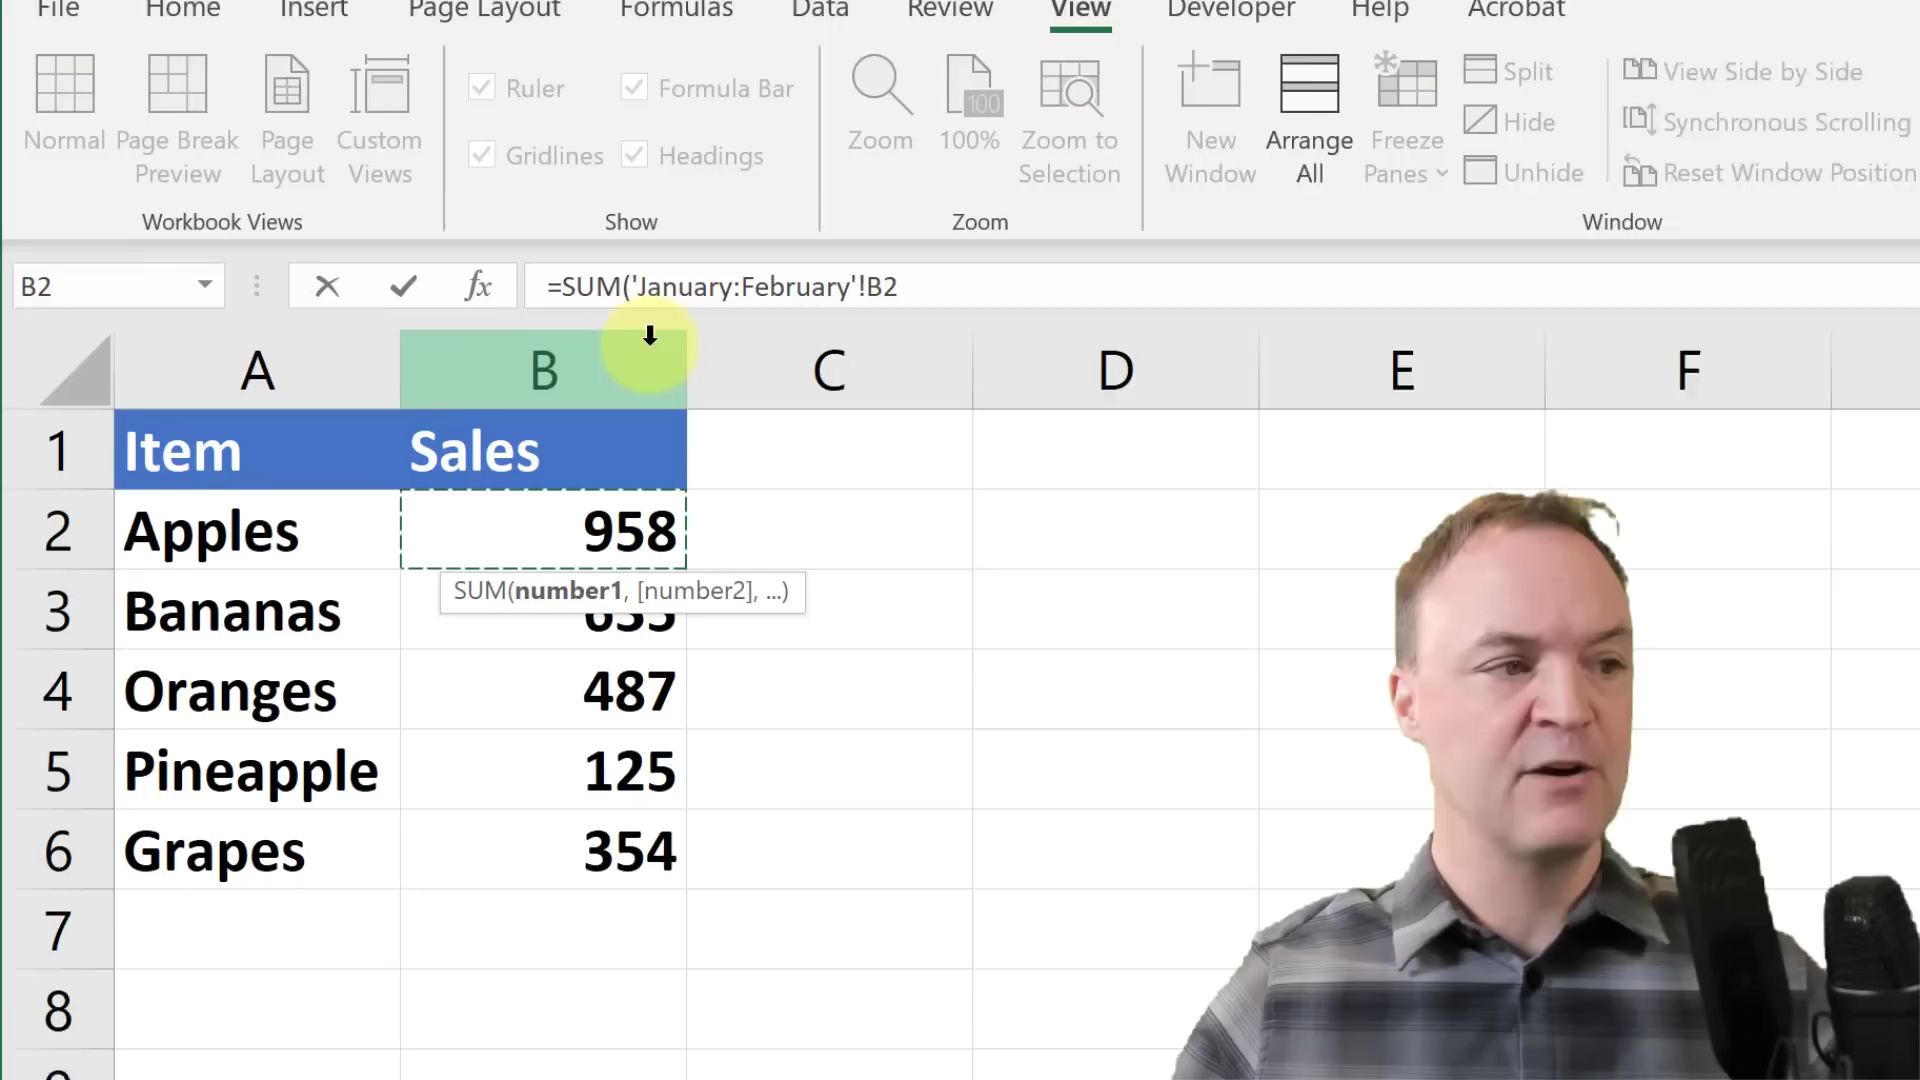 File Home Insert Page Layout Formulas Data Review View Developer Help Acrobat
Normal
Page Break Preview
Page Layout
Custom Views
Workbook Views
Ruler
Formula Bar
Gridlines
Headings
Show
Zoom
100
100%
Zoom to Selection
Zoom
New Window
Arrange All
Freeze Panes
Split
Hide
Unhide
View Side by Side
Synchronous Scrolling
Reset Window Position
Window
B2
fx
=SUM('January:February'!B2
A B C D E F
1 Item Sales
2 Apples 958
SUM(number1, [number2], ...)
3 Bananas
4 Oranges 487
5 Pineapple 125
6 Grapes 354
7
8